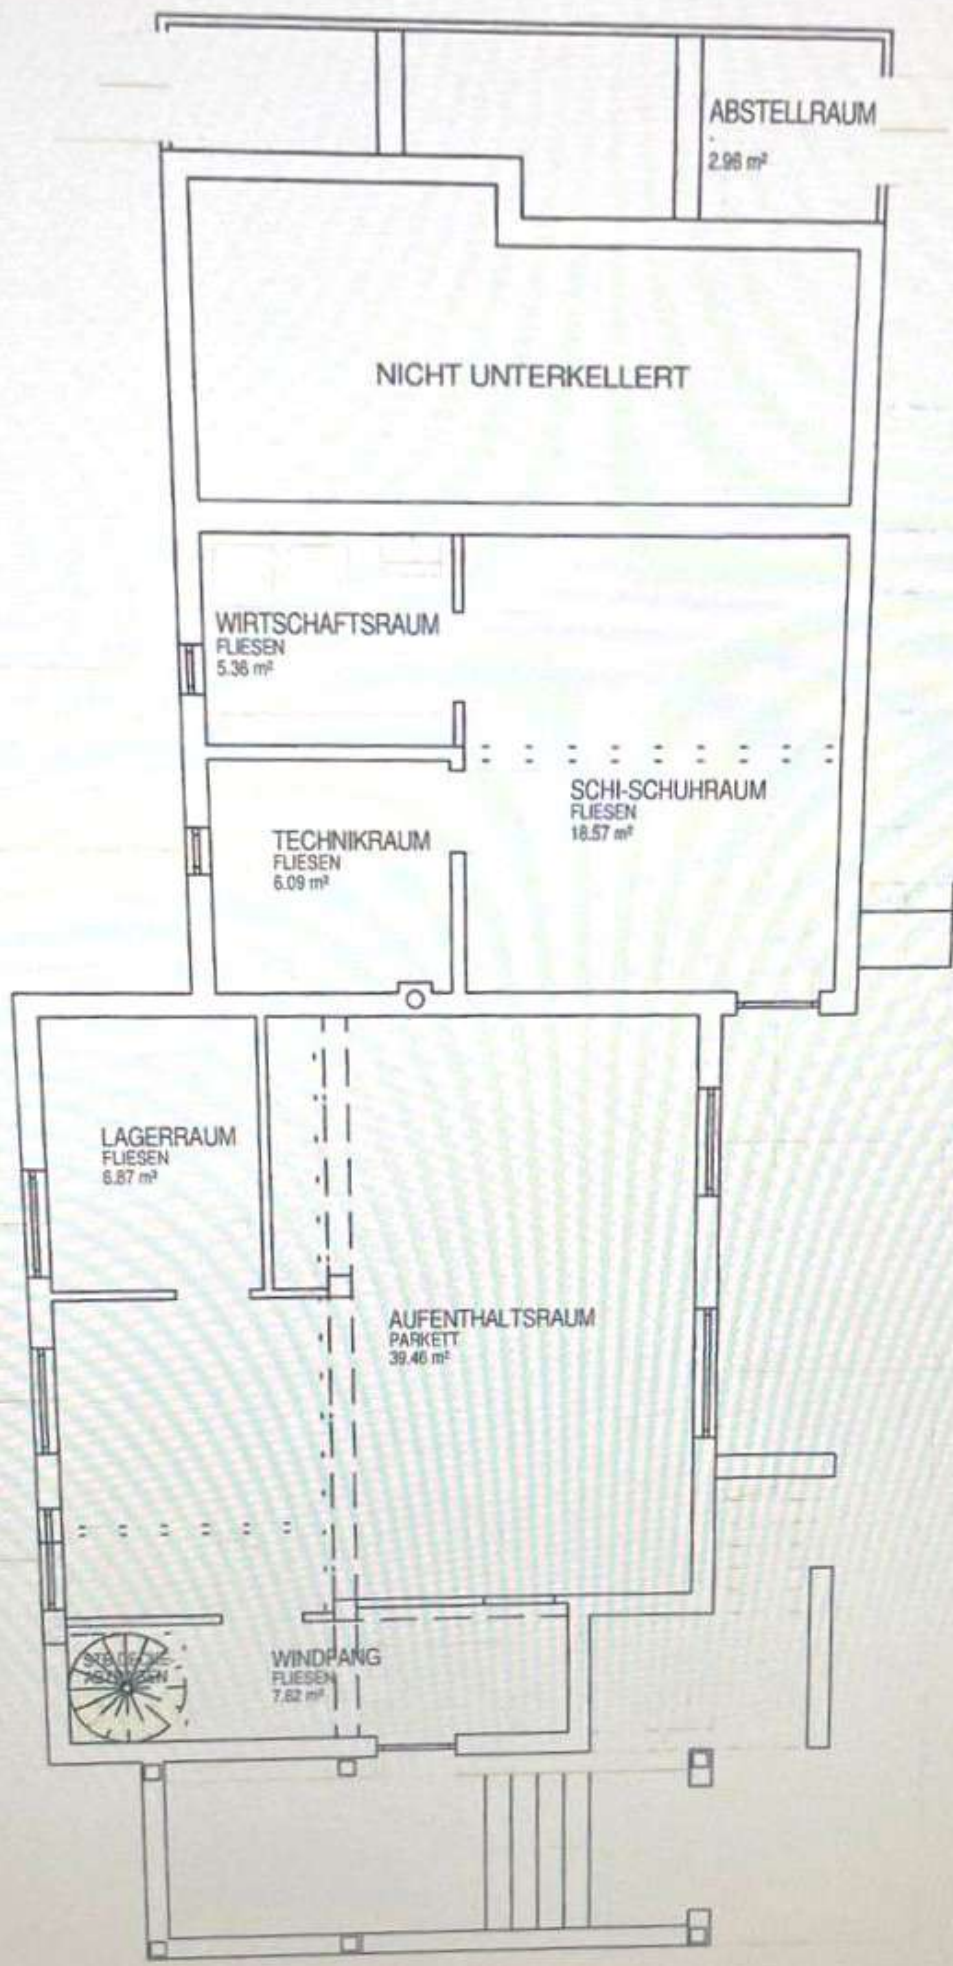 ABSTELLRAUM
-
2.96 m²
NICHT UNTERKELLERT
WIRTSCHAFTSRAUM
FLIESEN
5.36 m²
SCHI-SCHUHRAUM
FLIESEN
18.57 m²
TECHNIKRAUM
FLIESEN
6.09 m²
LAGERRAUM
FLIESEN
6.87 m²
AUFENTHALTSRAUM
PARKETT
39.46 m²
WINDFANG
FLIESEN
7.62 m²